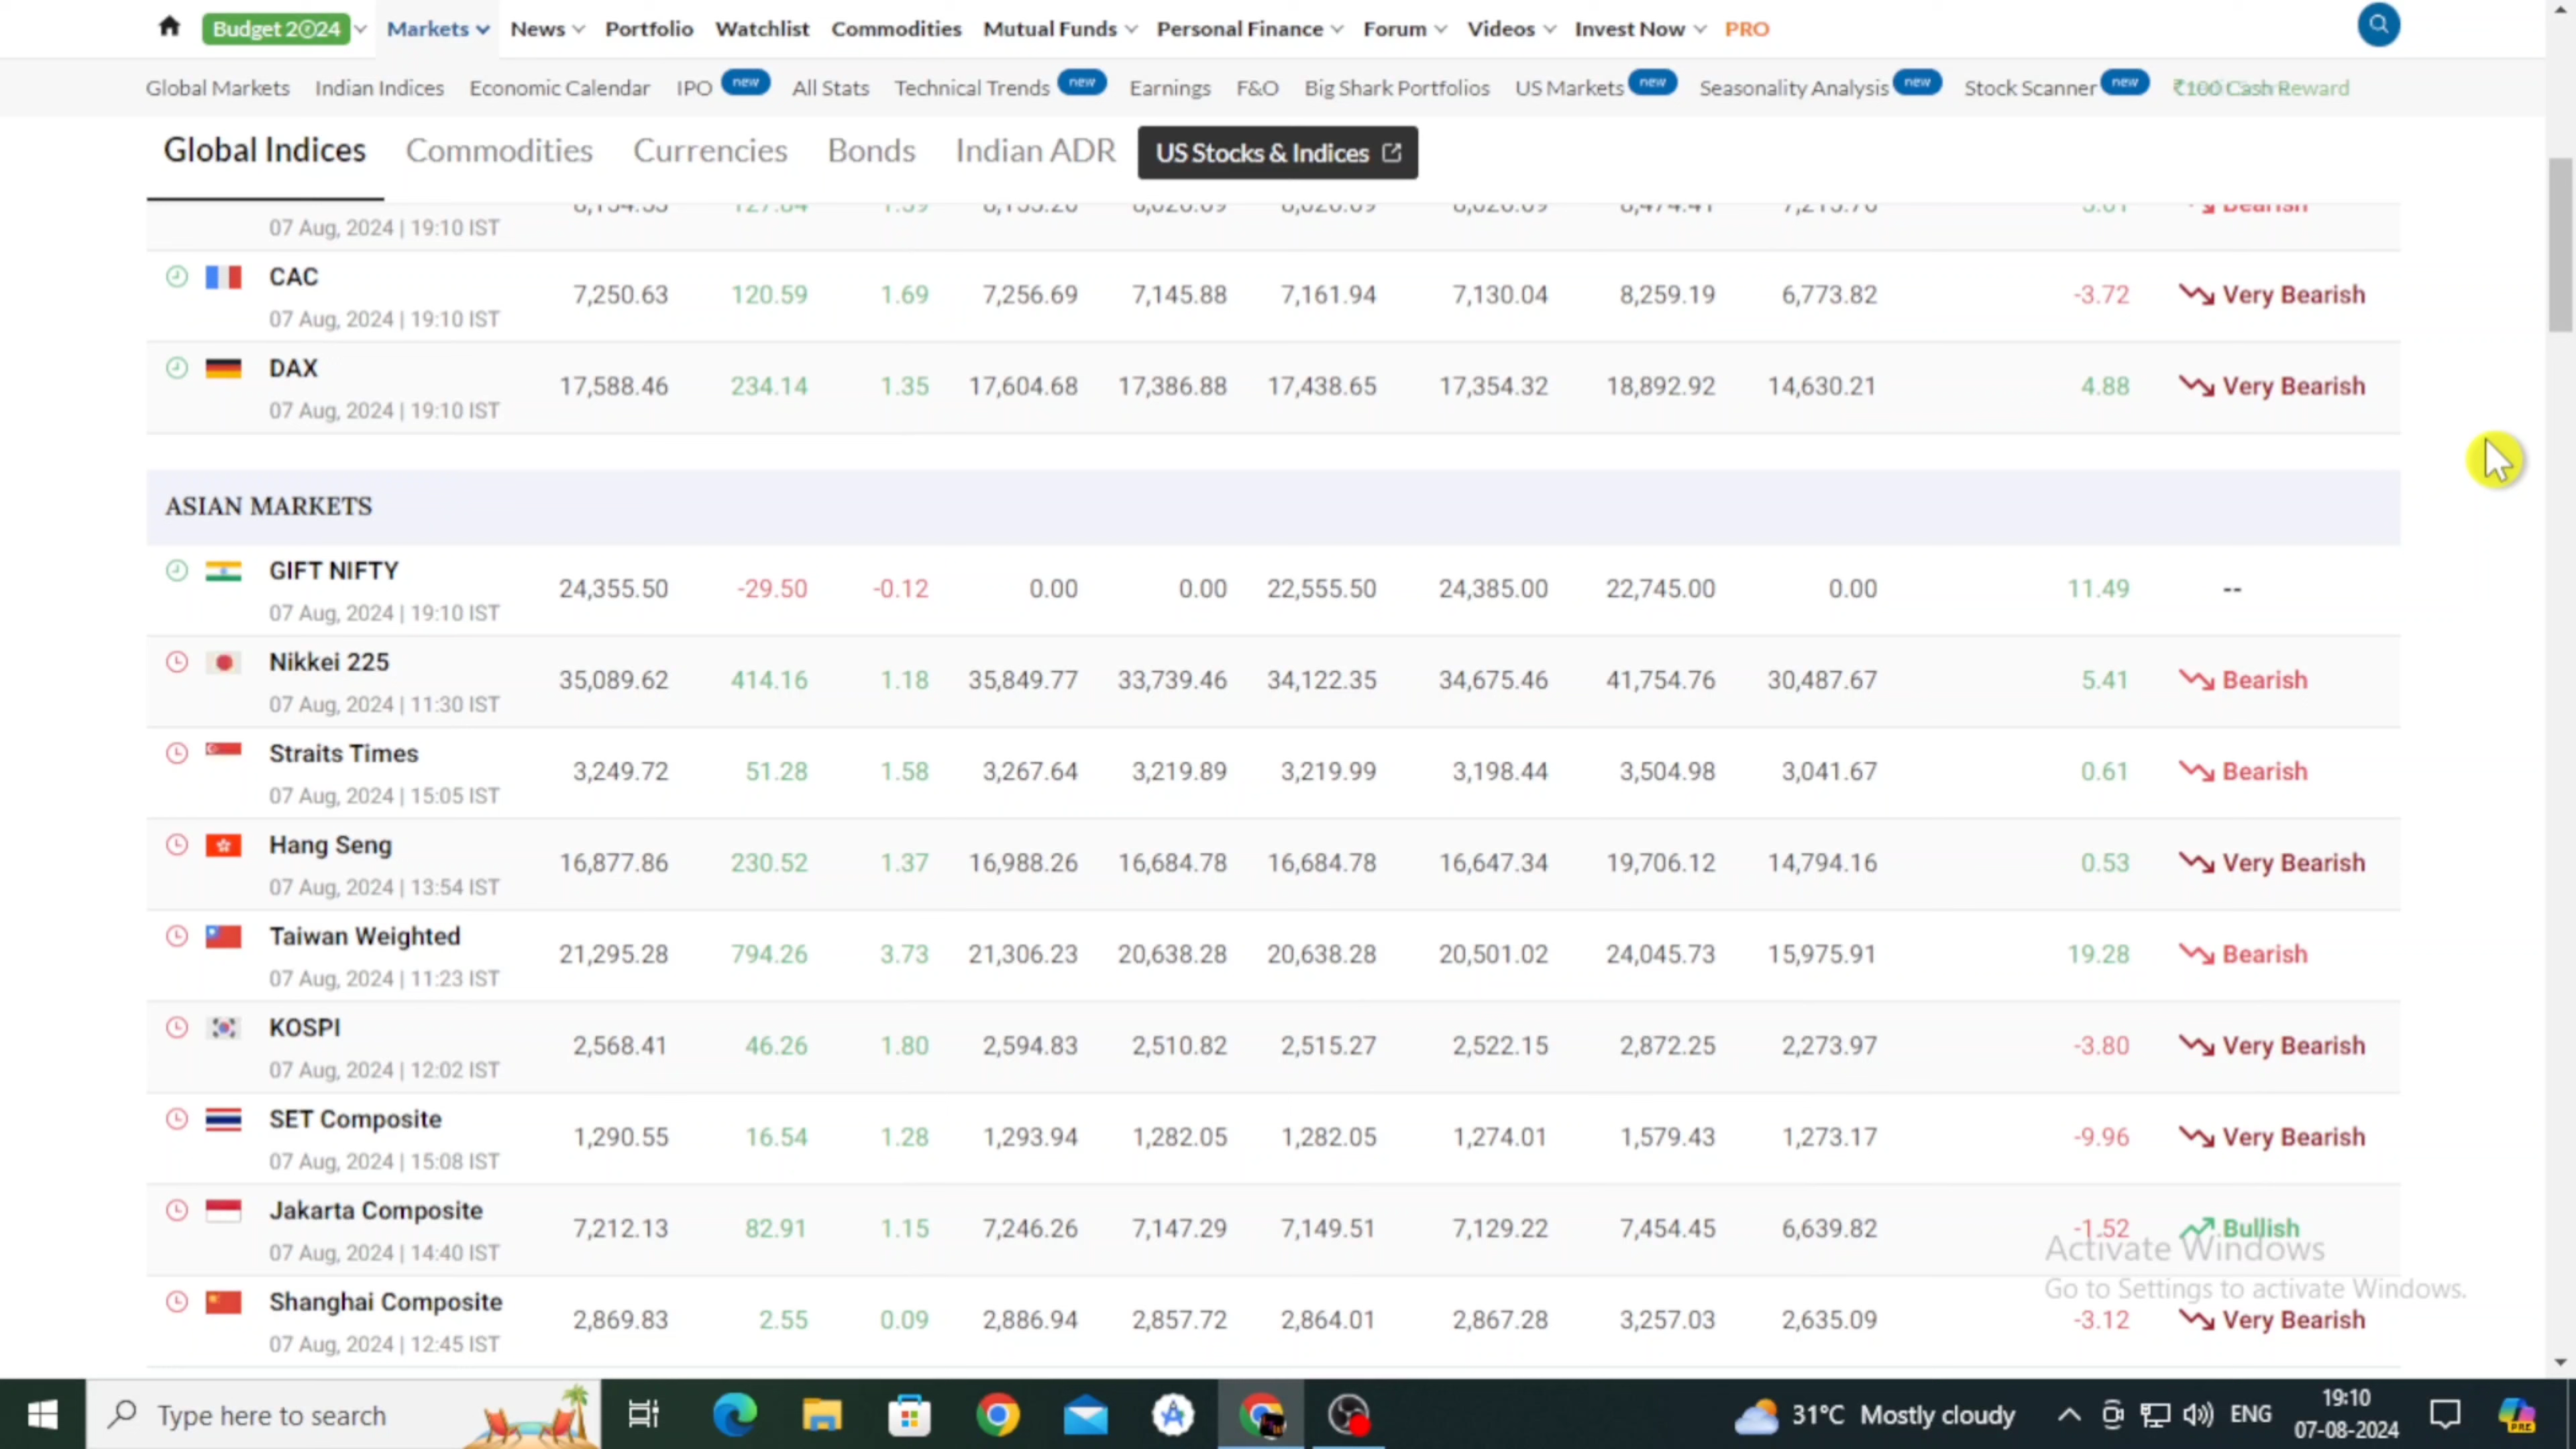 Budget 2024 Markets News Portfolio Watchlist Commodities Mutual Funds Personal Finance Forum Videos Invest Now PRO
Global Markets Indian Indices Economic Calendar IPO new All Stats Technical Trends new Earnings F&O Big Shark Portfolios US Markets new Seasonality Analysis new Stock Scanner new ₹100 Cash Reward
Global Indices Commodities Currencies Bonds Indian ADR US Stocks & Indices
07 Aug, 2024 | 19:10 IST
CAC 7,250.63 120.59 1.69 7,256.69 7,145.88 7,161.94 7,130.04 8,259.19 6,773.82 -3.72 Very Bearish
07 Aug, 2024 | 19:10 IST
DAX 17,588.46 234.14 1.35 17,604.68 17,386.88 17,438.65 17,354.32 18,892.92 14,630.21 4.88 Very Bearish
07 Aug, 2024 | 19:10 IST
ASIAN MARKETS
GIFT NIFTY 24,355.50 -29.50 -0.12 0.00 0.00 22,555.50 24,385.00 22,745.00 0.00 11.49 --
07 Aug, 2024 | 19:10 IST
Nikkei 225 35,089.62 414.16 1.18 35,849.77 33,739.46 34,122.35 34,675.46 41,754.76 30,487.67 5.41 Bearish
07 Aug, 2024 | 11:30 IST
Straits Times 3,249.72 51.28 1.58 3,267.64 3,219.89 3,219.99 3,198.44 3,504.98 3,041.67 0.61 Bearish
07 Aug, 2024 | 15:05 IST
Hang Seng 16,877.86 230.52 1.37 16,988.26 16,684.78 16,684.78 16,647.34 19,706.12 14,794.16 0.53 Very Bearish
07 Aug, 2024 | 13:54 IST
Taiwan Weighted 21,295.28 794.26 3.73 21,306.23 20,638.28 20,638.28 20,501.02 24,045.73 15,975.91 19.28 Bearish
07 Aug, 2024 | 11:23 IST
KOSPI 2,568.41 46.26 1.80 2,594.83 2,510.82 2,515.27 2,522.15 2,872.25 2,273.97 -3.80 Very Bearish
07 Aug, 2024 | 12:02 IST
SET Composite 1,290.55 16.54 1.28 1,293.94 1,282.05 1,282.05 1,274.01 1,579.43 1,273.17 -9.96 Very Bearish
07 Aug, 2024 | 15:08 IST
Jakarta Composite 7,212.13 82.91 1.15 7,246.26 7,147.29 7,149.51 7,129.22 7,454.45 6,639.82 -1.52 Bullish
07 Aug, 2024 | 14:40 IST
Activate Windows
Go to Settings to activate Windows.
Shanghai Composite 2,869.83 2.55 0.09 2,886.94 2,857.72 2,864.01 2,867.28 3,257.03 2,635.09 -3.12 Very Bearish
07 Aug, 2024 | 12:45 IST
Type here to search 31°C Mostly cloudy ENG 19:10
07-08-2024
PRE